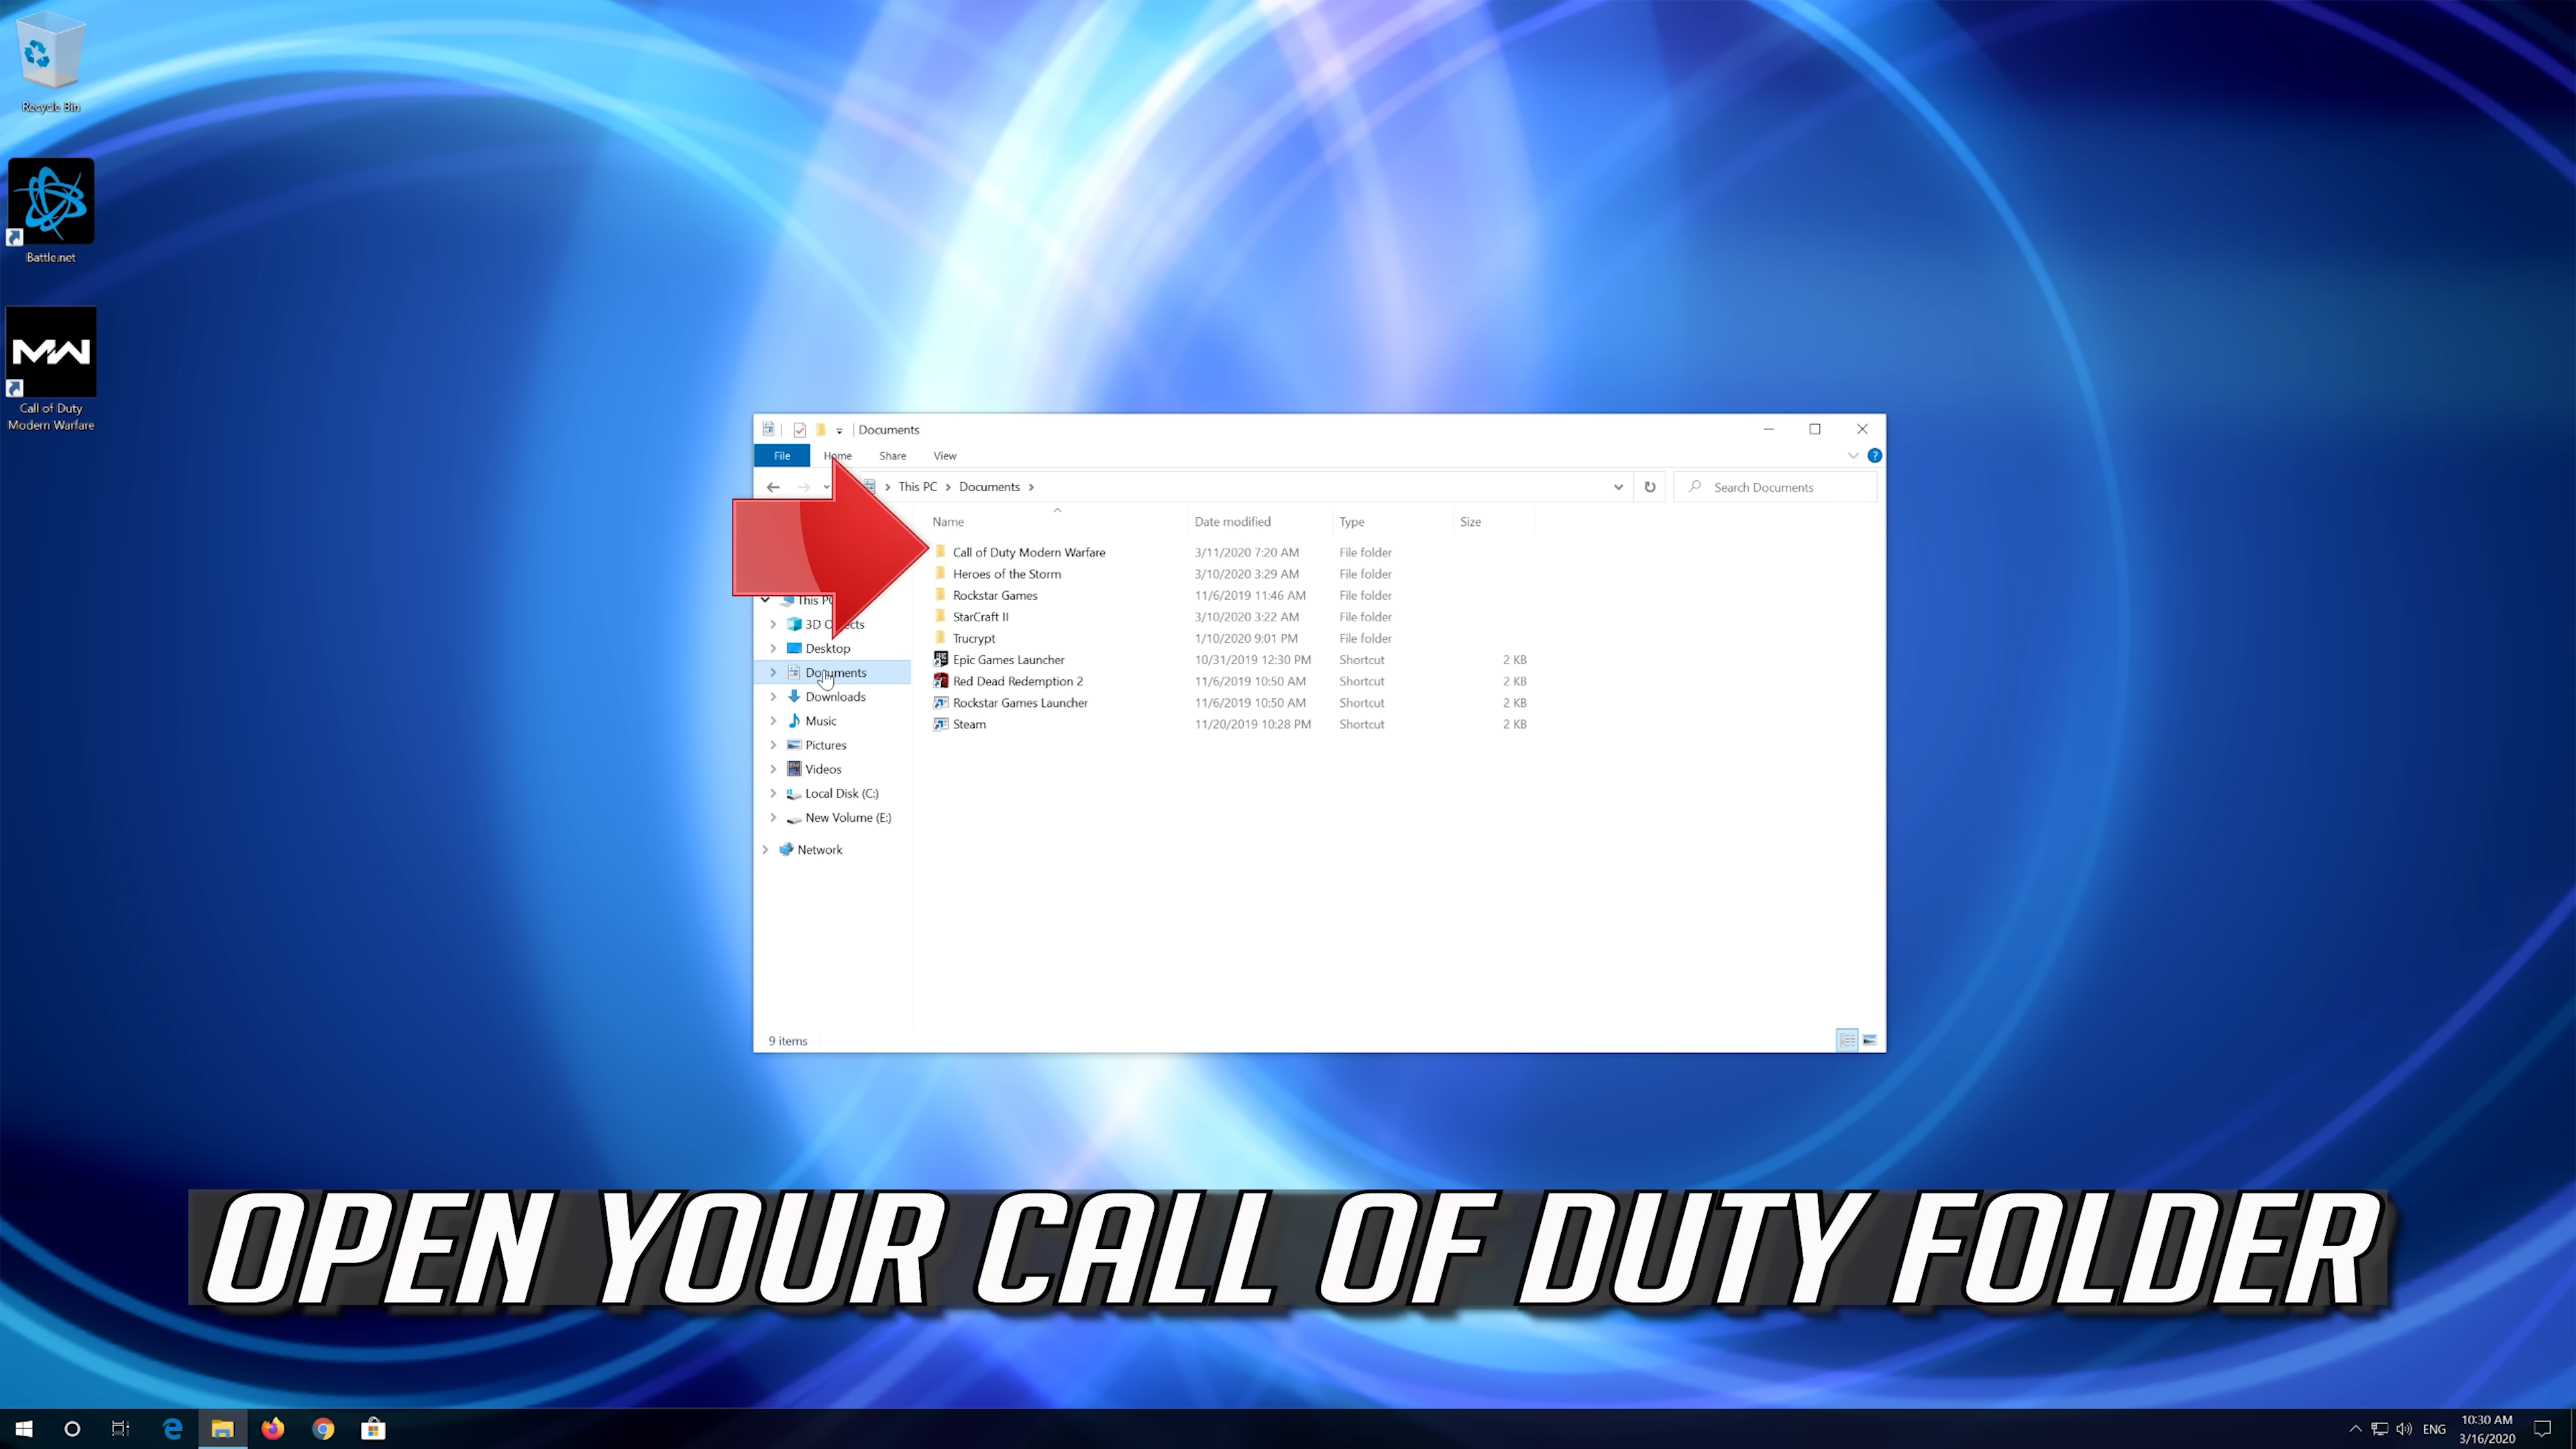 Recycle Bin
Battle.net
MW
Call of Duty
Modern Warfare
Documents
File Home Share View
This PC Documents
Search Documents
Name Date modified Type Size
Call of Duty Modern Warfare 3/11/2020 7:20 AM File folder
Heroes of the Storm 3/10/2020 3:29 AM File folder
Rockstar Games 11/6/2019 11:46 AM File folder
StarCraft II 3/10/2020 3:22 AM File folder
Trucrypt 1/10/2020 9:01 PM File folder
Epic Games Launcher 10/31/2019 12:30 PM Shortcut 2 KB
Red Dead Redemption 2 11/6/2019 10:50 AM Shortcut 2 KB
Rockstar Games Launcher 11/6/2019 10:50 AM Shortcut 2 KB
Steam 11/20/2019 10:28 PM Shortcut 2 KB
This PC
3D Objects
Desktop
Documents
Downloads
Music
Pictures
Videos
Local Disk (C:)
New Volume (E:)
Network
9 items
OPEN YOUR CALL OF DUTY FOLDER
ENG
10:30 AM
3/16/2020